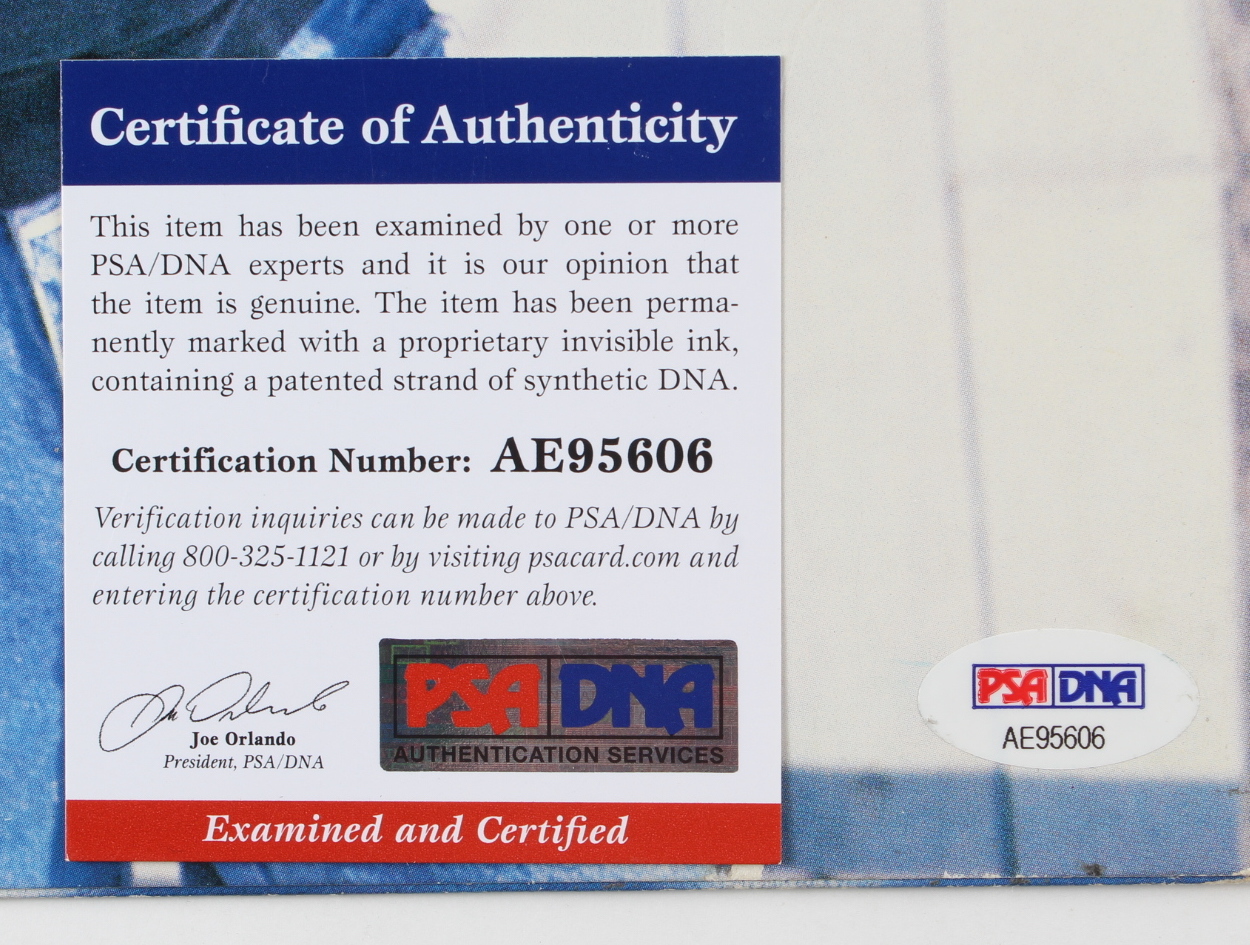 Certificate of Authenticity
This item has been examined by one or more
PSA/DNA experts and it is our opinion that
the item is genuine. The item has been perma-
nently marked with a proprietary invisible ink,
containing a patented strand of synthetic DNA.
Certification Number: AE95606
Verification inquiries can be made to PSA/DNA by
calling 800-325-1121 or by visiting psacard.com and
entering the certification number above.
Joe Orlando
President, PSA/DNA
PSA DNA
AUTHENTICATION SERVICES
Examined and Certified
PSA DNA
AE95606